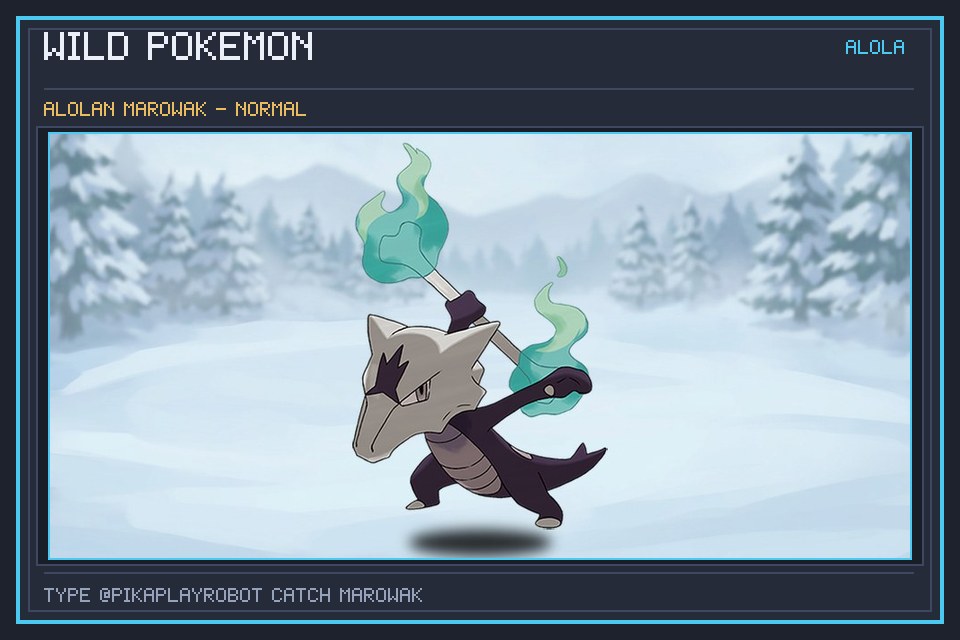 WILD POKEMON
ALOLA
ALOLAN MAROWAK - NORMAL
TYPE @PIKAPLAYROBOT CATCH MAROWAK